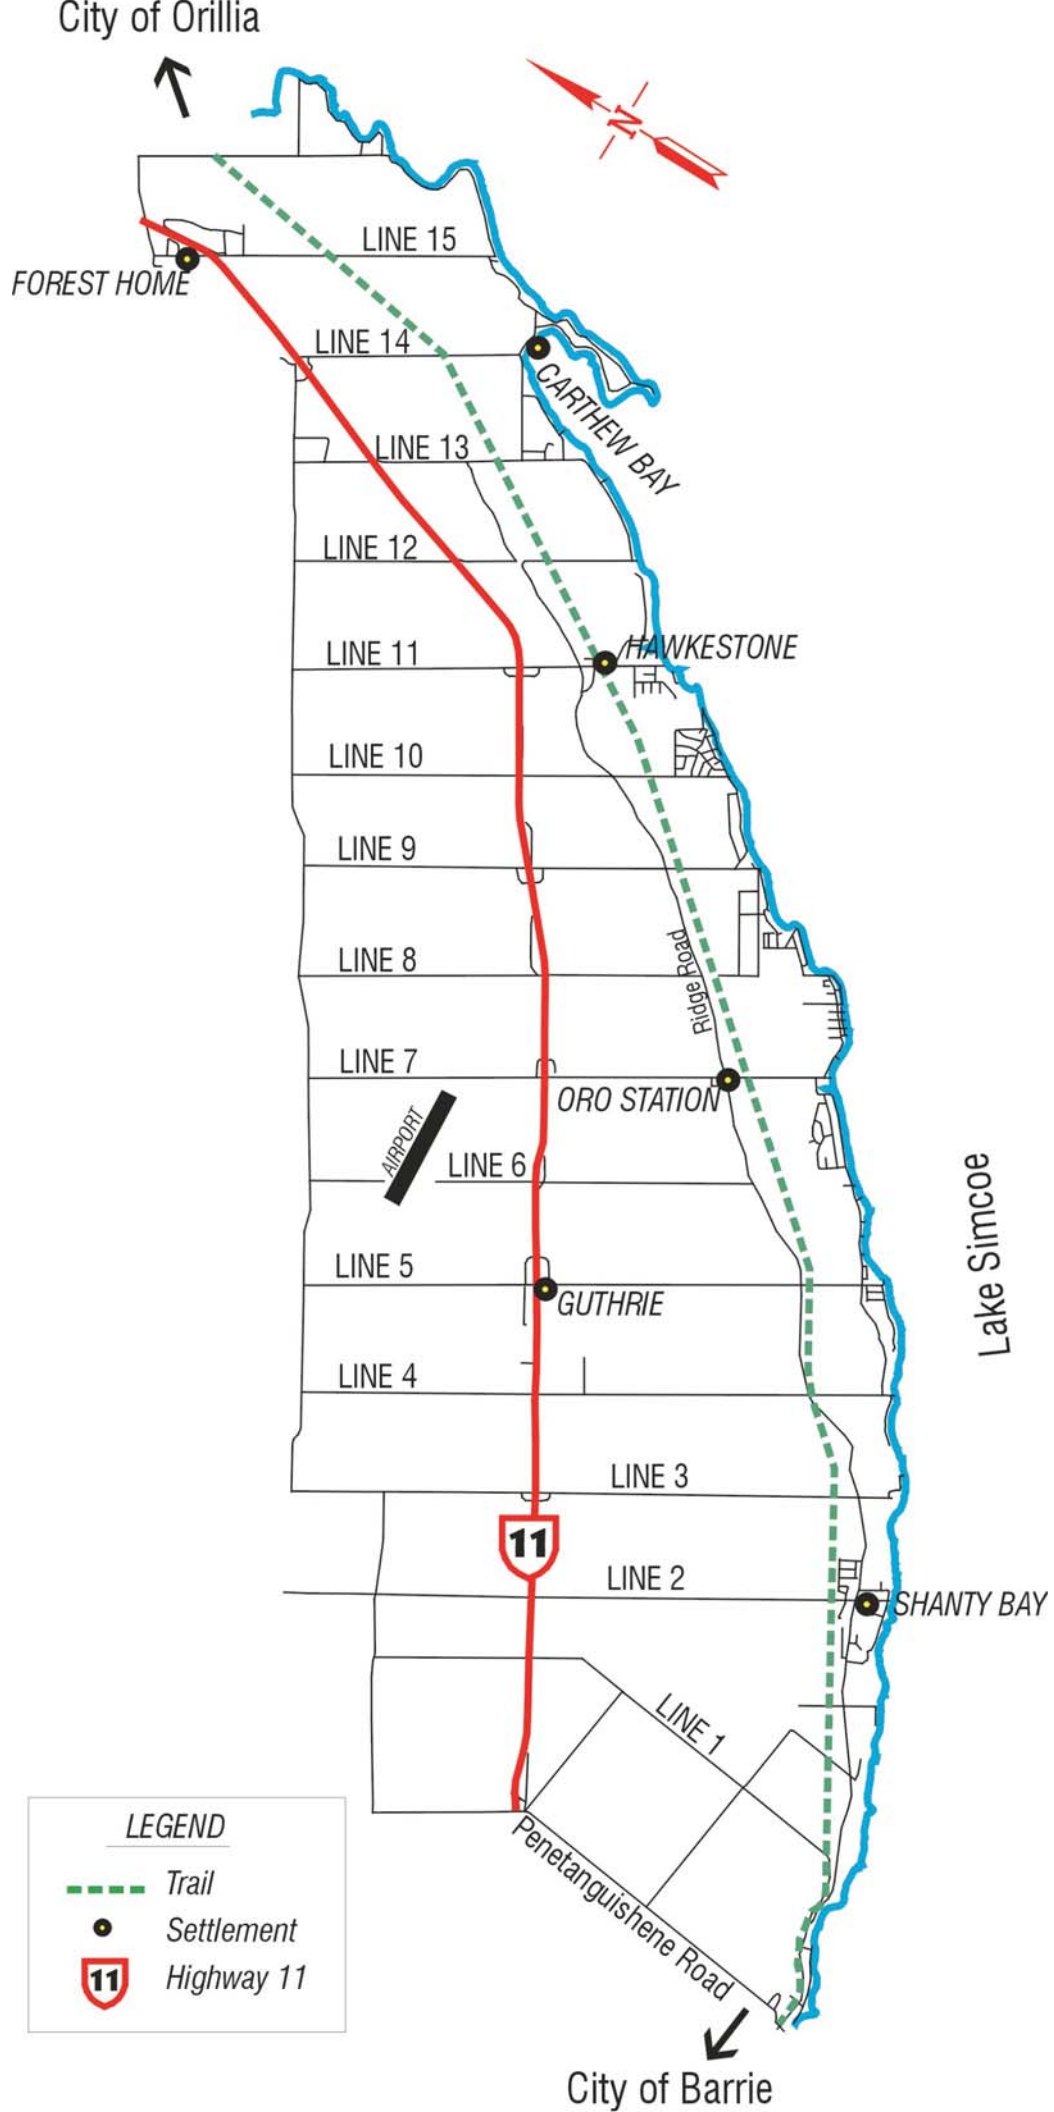 City of Orillia
N
LINE 15
FOREST HOME
LINE 14
CARTHEW BAY
LINE 13
LINE 12
HAWKESTONE
LINE 11
LINE 10
LINE 9
Ridge Road
LINE 8
LINE 7
ORO STATION
AIRPORT
LINE 6
Lake Simcoe
LINE 5
GUTHRIE
LINE 4
LINE 3
11
LINE 2
SHANTY BAY
LINE 1
Penetanguishene Road
LEGEND
Trail
Settlement
11 Highway 11
City of Barrie